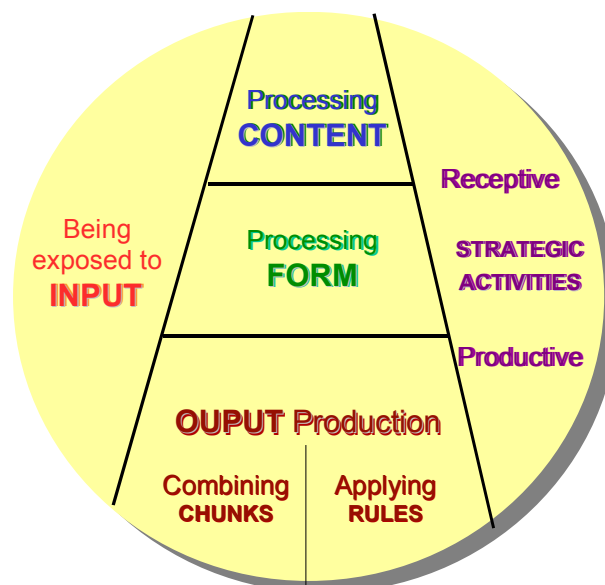 Being
exposed to
INPUT
Processing
CONTENT
Processing
FORM
OUPUT Production
Combining
CHUNKS
Applying
RULES
Receptive
STRATEGIC
ACTIVITIES
Productive